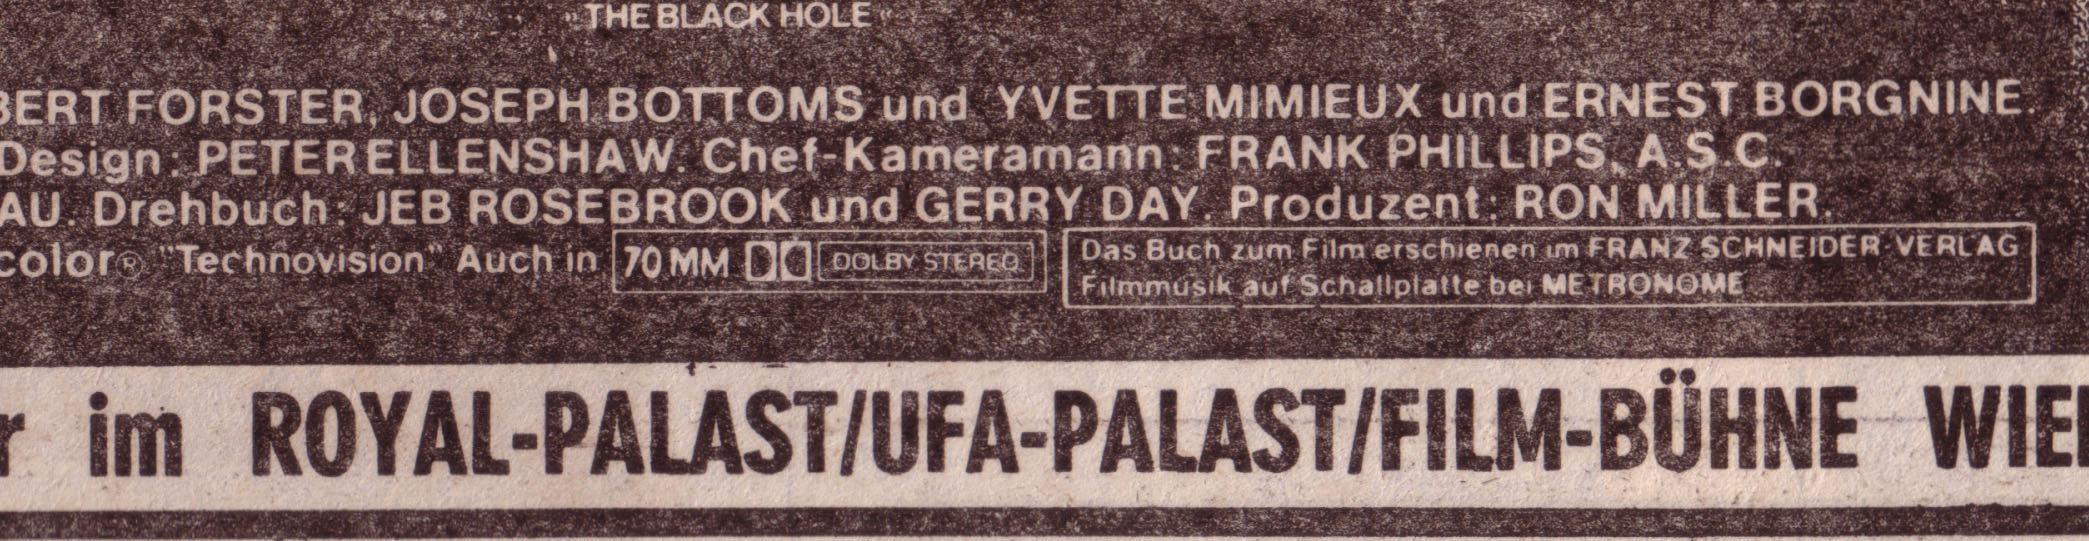 "THE BLACK HOLE"
BERT FORSTER, JOSEPH BOTTOMS und YVETTE MIMIEUX und ERNEST BORGNINE.
Design: PETER ELLENSHAW. Chef-Kameramann: FRANK PHILLIPS, A.S.C.
AU. Drehbuch: JEB ROSEBROOK und GERRY DAY. Produzent: RON MILLER.
color® "Technovision" Auch in 70 MM DOLBY STEREO
Das Buch zum Film erschienen im FRANZ SCHNEIDER-VERLAG
Filmmusik auf Schallplatte bei METRONOME
r im ROYAL-PALAST/UFA-PALAST/FILM-BÜHNE WIE